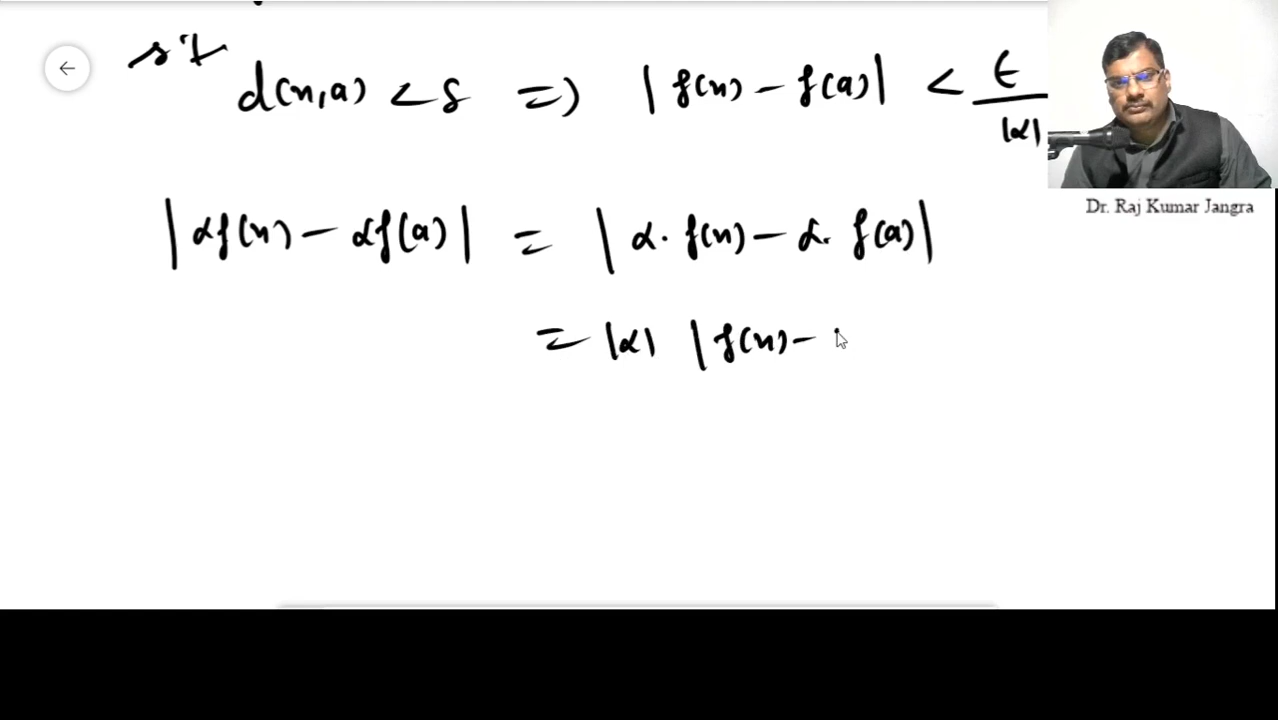 s.t
d(x,a) < δ ⇒ |f(x) - f(a)| < ε/|α|
Dr. Raj Kumar Jangra
|αf(x) - αf(a)| = |α. f(x) - α. f(a)|
= |α| |f(x) -